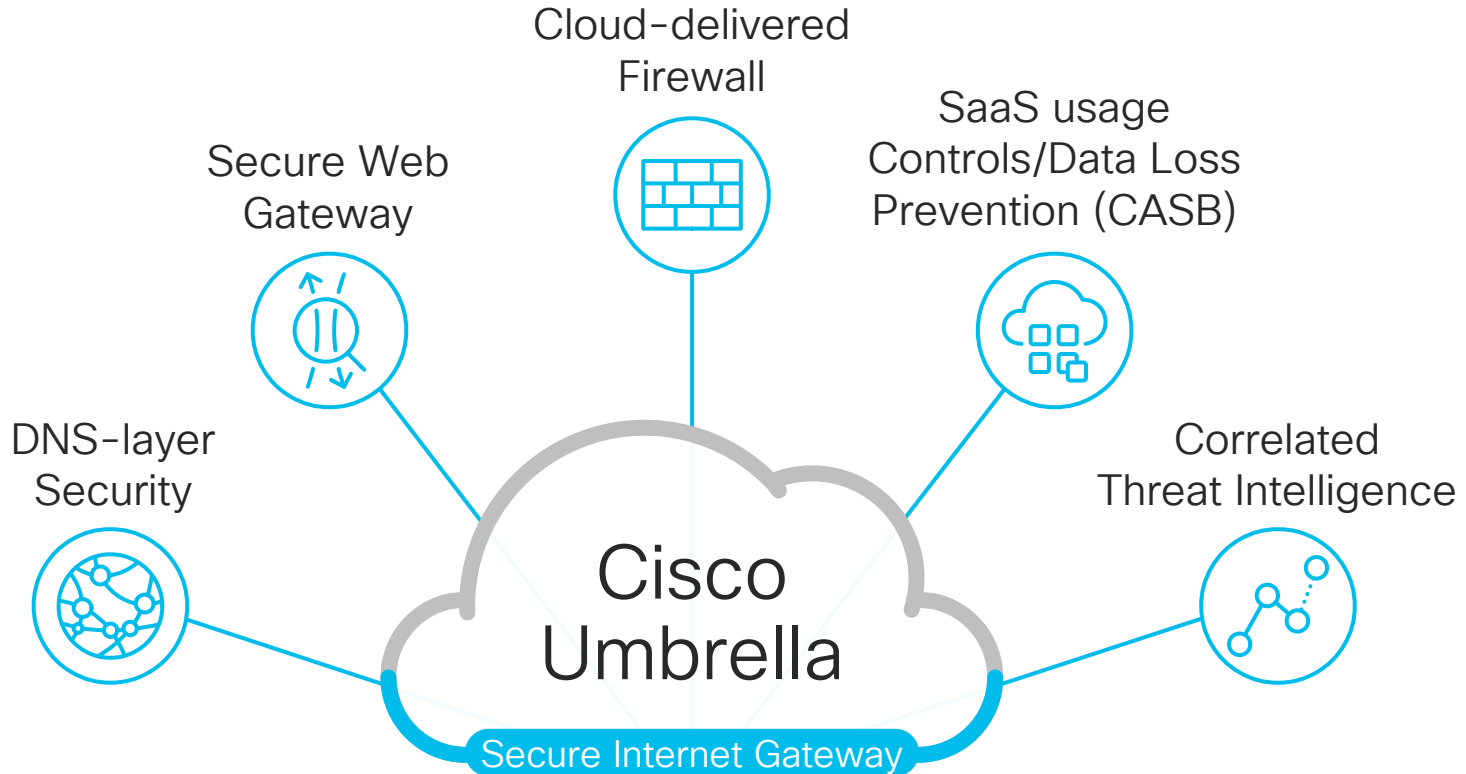 Cloud-delivered
Firewall
SaaS usage
Controls/Data Loss
Prevention (CASB)
Secure Web
Gateway
DNS-layer
Security
Correlated
Threat Intelligence
Cisco
Umbrella
Secure Internet Gateway